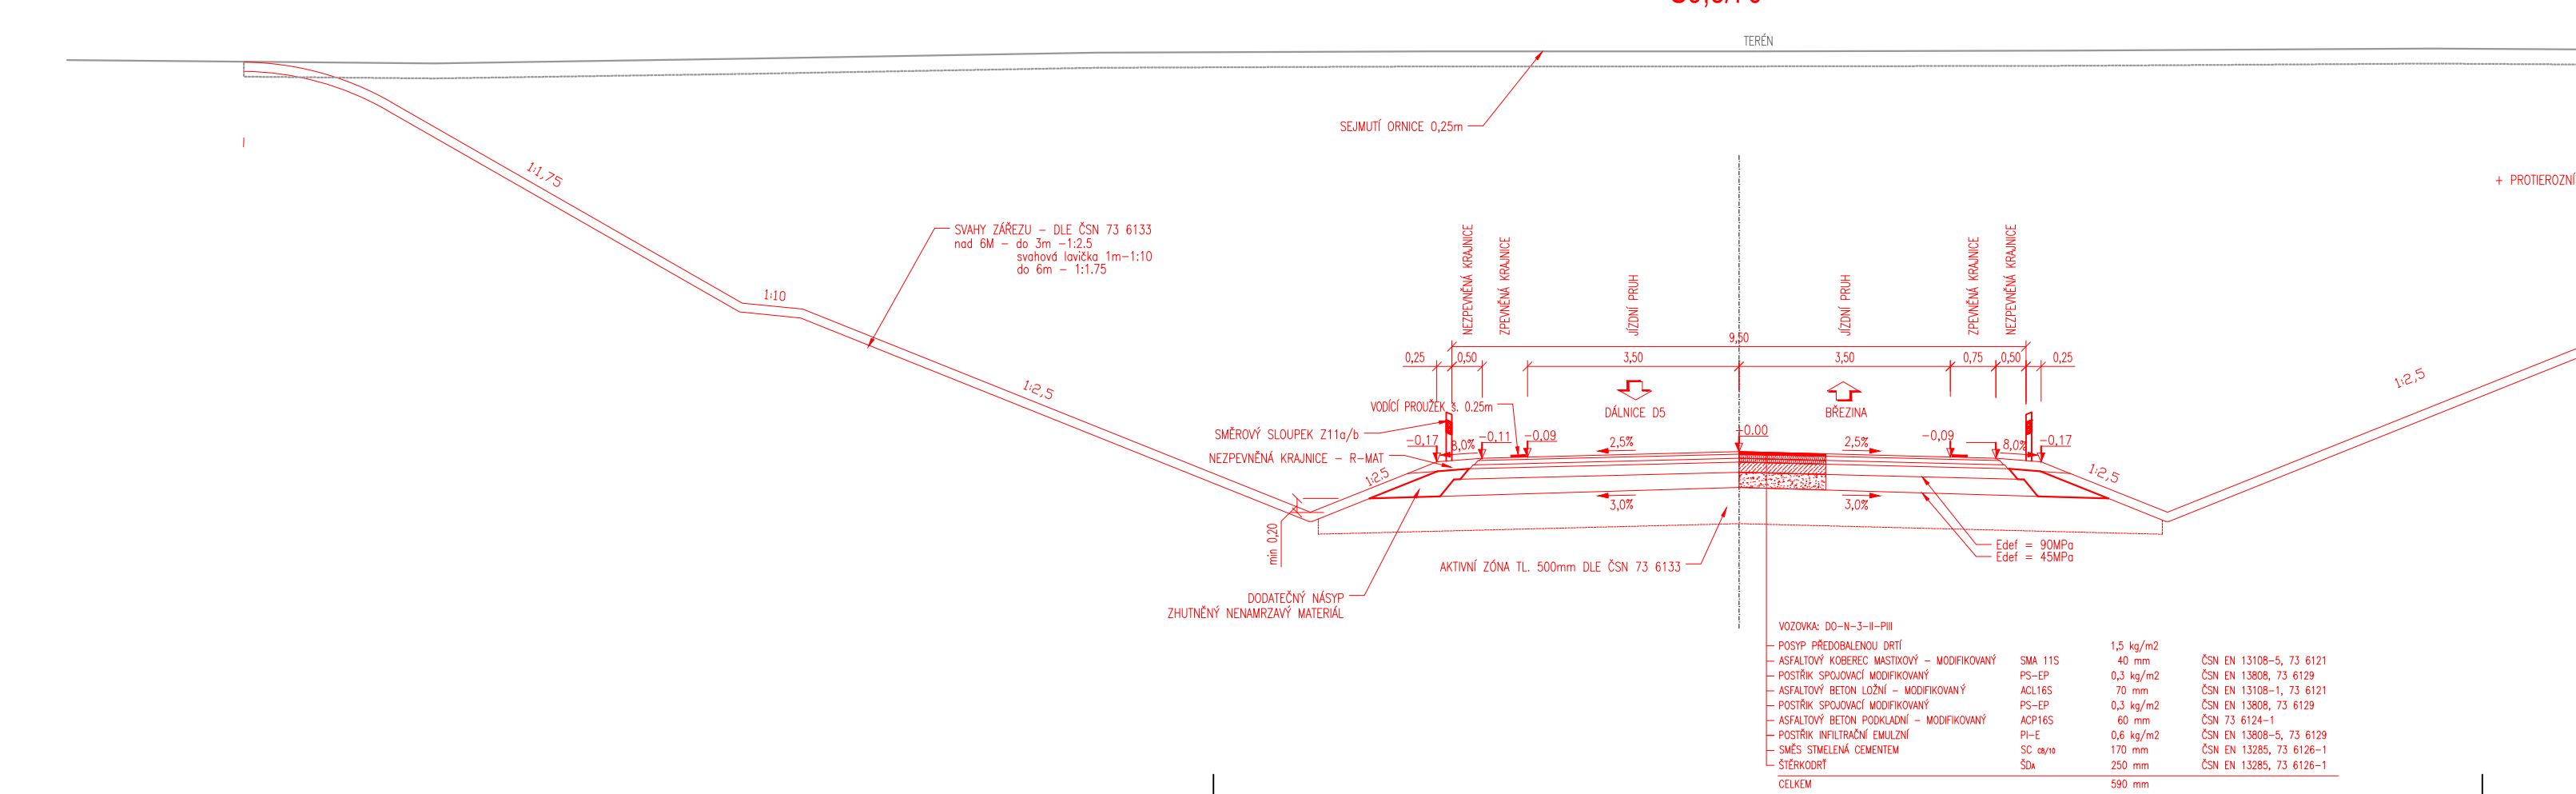 TERÉN
SEJMUTÍ ORNICE 0,25m
1:1,75
+ PROTIEROZNÍ
SVAHY ZÁŘEZU - DLE ČSN 73 6133
nad 6M - do 3m -1:2.5
svahová lavička 1m-1:10
do 6m - 1:1.75
1:10
1:2,5
NEZPEVNĚNÁ KRAJNICE
ZPEVNĚNÁ KRAJNICE
JÍZDNÍ PRUH
JÍZDNÍ PRUH
ZPEVNĚNÁ KRAJNICE
NEZPEVNĚNÁ KRAJNICE
9,50
0,25 0,50 3,50 3,50 0,75 0,50 0,25
1:2,5
VODÍCÍ PROUŽEK š. 0.25m
DÁLNICE D5
BŘEZINA
SMĚROVÝ SLOUPEK Z11a/b
-0,17 8,0% -0,11 -0,09 2,5% +0.00 2,5% -0,09 8,0% -0,17
NEZPEVNĚNÁ KRAJNICE - R-MAT
1:2.5
1:2,5
3,0% 3,0%
min 0,20
Edef = 90MPa
Edef = 45MPa
AKTIVNÍ ZÓNA TL. 500mm DLE ČSN 73 6133
DODATEČNÝ NÁSYP
ZHUTNĚNÝ NENAMRZAVÝ MATERIÁL
VOZOVKA: DO-N-3-II-PIII
POSYP PŘEDOBALENOU DRTÍ 1,5 kg/m2
ASFALTOVÝ KOBEREC MASTIXOVÝ - MODIFIKOVANÝ SMA 11S 40 mm ČSN EN 13108-5, 73 6121
POSTŘIK SPOJOVACÍ MODIFIKOVANÝ PS-EP 0,3 kg/m2 ČSN EN 13808, 73 6129
ASFALTOVÝ BETON LOŽNÍ - MODIFIKOVANÝ ACL16S 70 mm ČSN EN 13108-1, 73 6121
POSTŘIK SPOJOVACÍ MODIFIKOVANÝ PS-EP 0,3 kg/m2 ČSN EN 13808, 73 6129
ASFALTOVÝ BETON PODKLADNÍ - MODIFIKOVANÝ ACP16S 60 mm ČSN 73 6124-1
POSTŘIK INFILTRAČNÍ EMULZNÍ PI-E 0,6 kg/m2 ČSN EN 13808-5, 73 6129
SMĚS STMELENÁ CEMENTEM SC C8/10 170 mm ČSN EN 13285, 73 6126-1
ŠTĚRKODRŤ ŠDA 250 mm ČSN EN 13285, 73 6126-1
CELKEM 590 mm